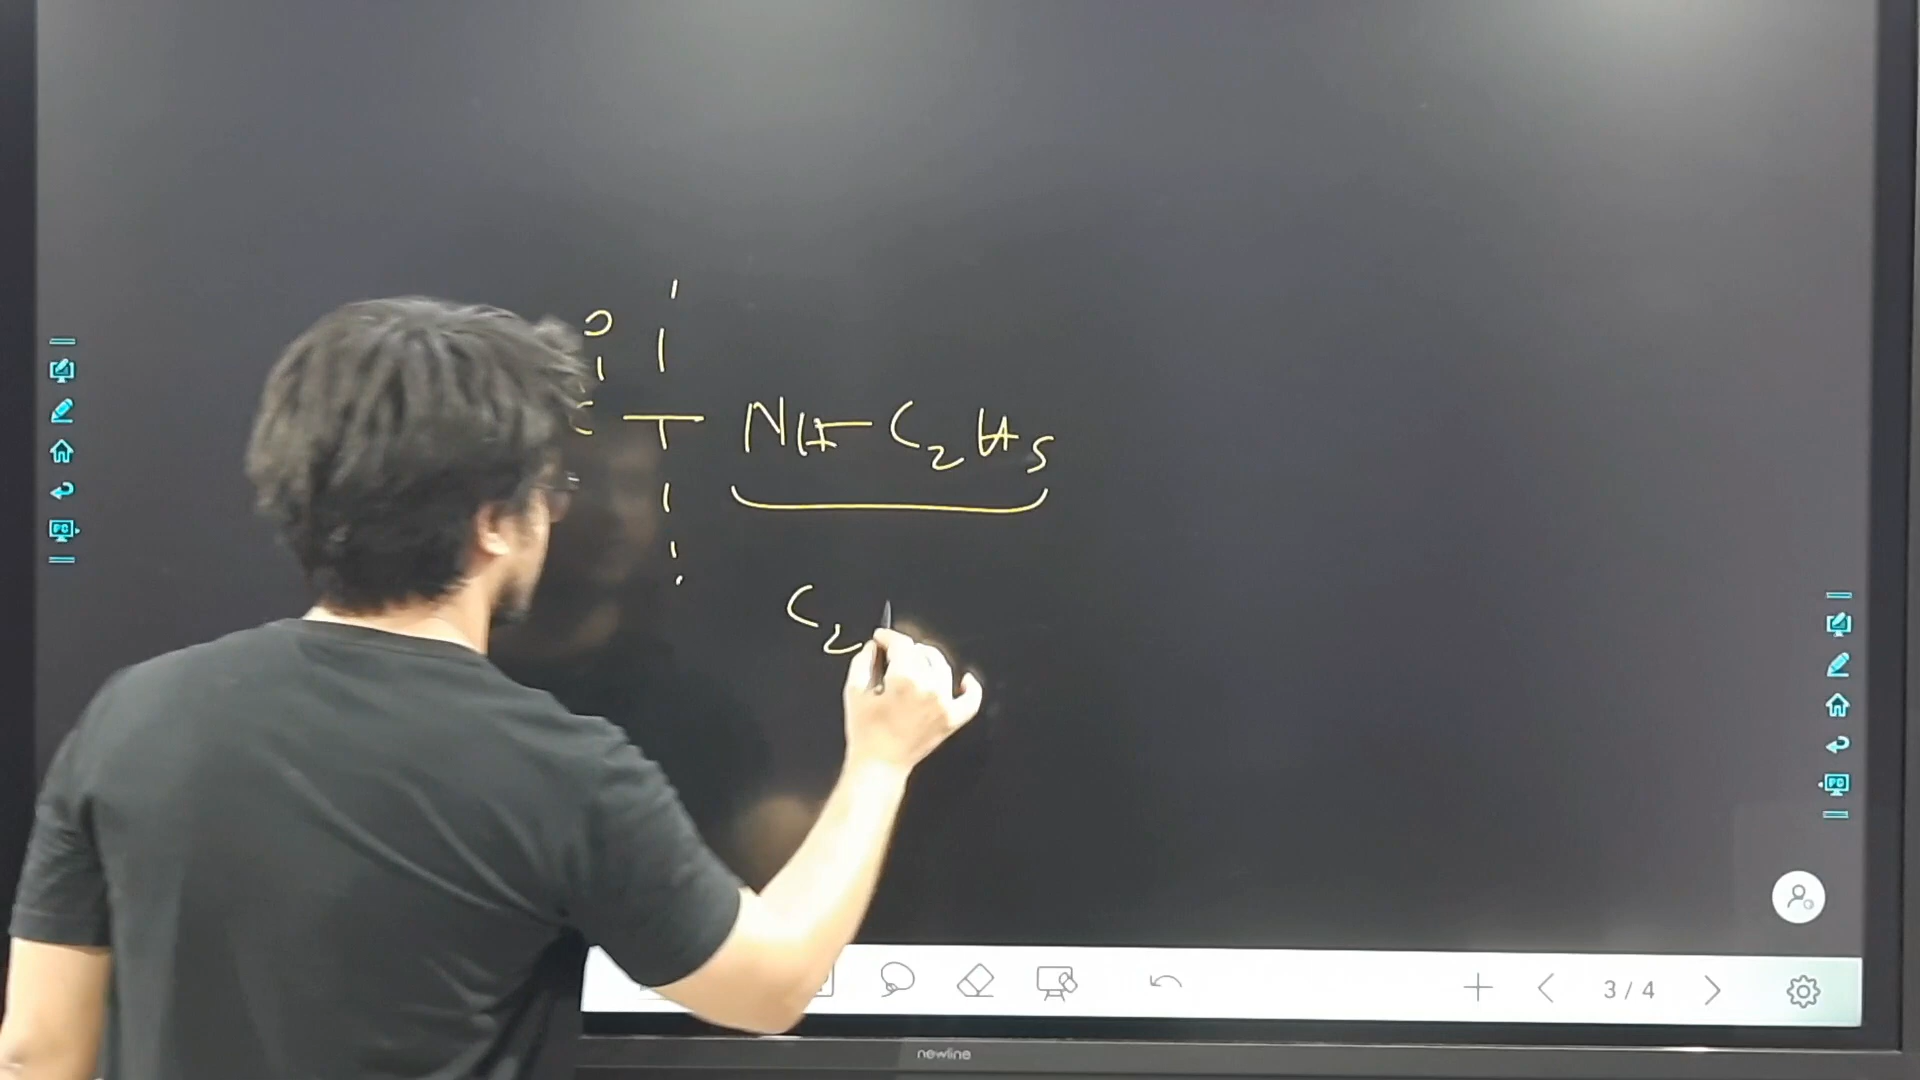 O
C — NH — C₂H₅
C₂
3 / 4
newline